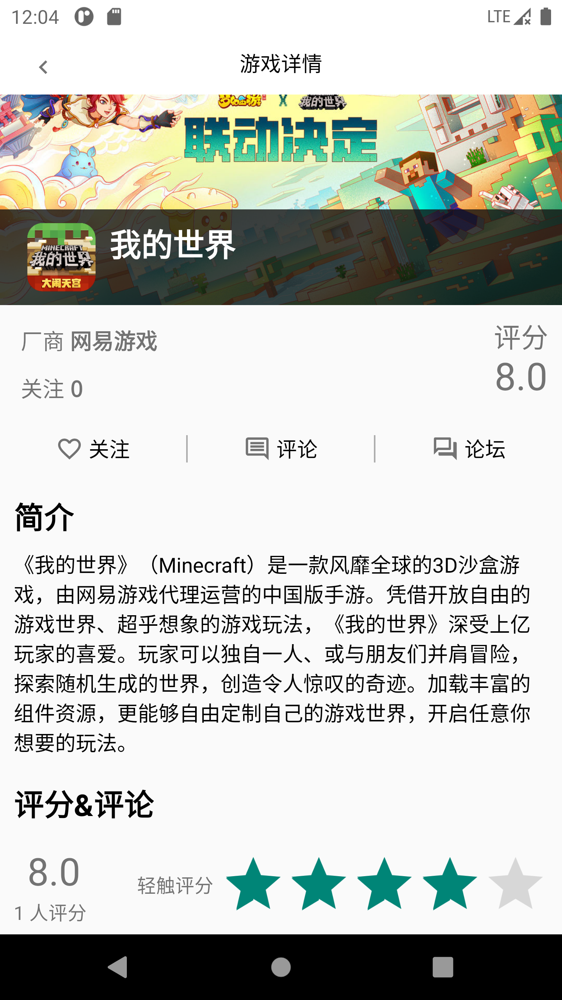 12:04
LTE
游戏详情
我的世界
联动决定
MINECRAFT
我的世界
大闹天宫
我的世界
厂商 网易游戏
评分
8.0
关注 0
关注
评论
论坛
简介
《我的世界》（Minecraft）是一款风靡全球的3D沙盒游
戏，由网易游戏代理运营的中国版手游。凭借开放自由的
游戏世界、超乎想象的游戏玩法，《我的世界》深受上亿
玩家的喜爱。玩家可以独自一人、或与朋友们并肩冒险，
探索随机生成的世界，创造令人惊叹的奇迹。加载丰富的
组件资源，更能够自由定制自己的游戏世界，开启任意你
想要的玩法。
评分&评论
8.0
1 人评分
轻触评分